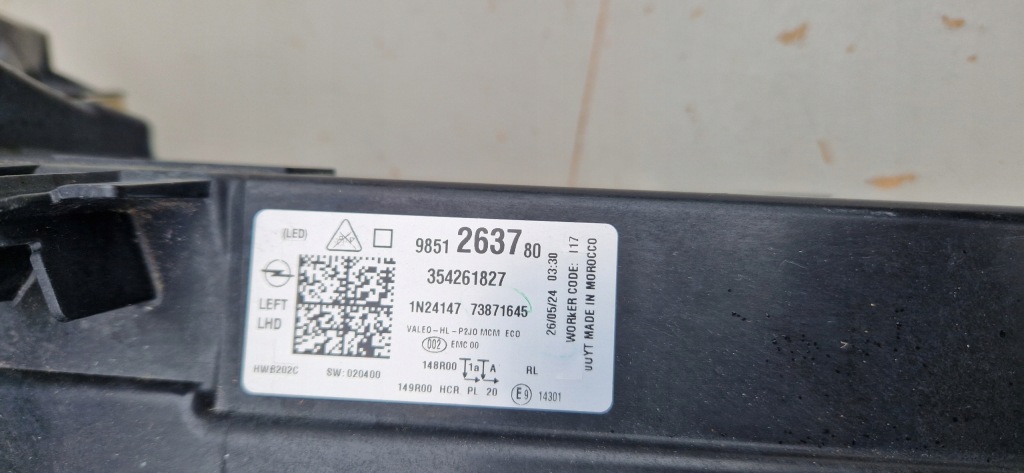 (LED)
9851 2637 80
354261827
LEFT
LHD
1N24147 73871645
VALEO-HL-P2JO MCM ECO
002 EMC 00
148R00 1a A RL
HWB202C SW:020400
149R00 HCR PL 20 E9 14301
26/05/24 03:30
WORKER CODE: I17
UUYT MADE IN MOROCCO